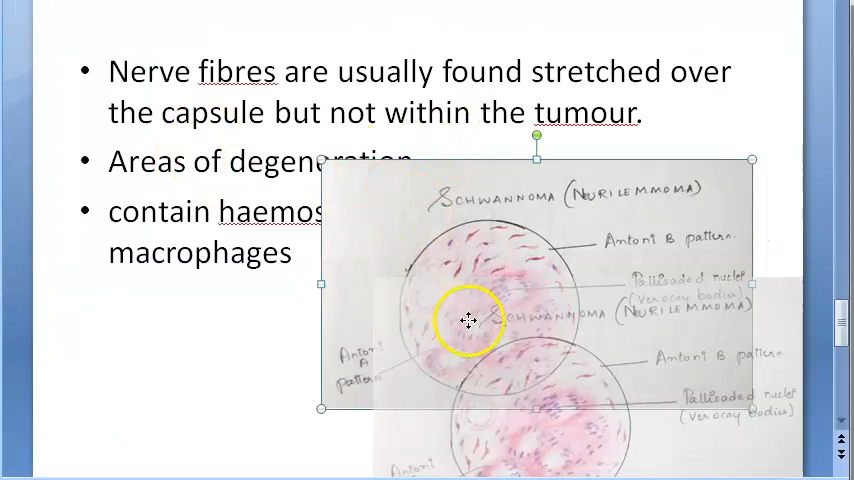 • Nerve fibres are usually found stretched over
the capsule but not within the tumour.
• Areas of degeneration
• contain haemos
macrophages
SCHWANNOMA (NEURILEMMOMA)
Antoni B pattern.
Pallisaded nuclei
(Verocay bodies)
Antoni
A
pattern
SCHWANNOMA (NEURILEMMOMA)
Antoni B pattern.
Pallisaded nuclei
(Verocay bodies)
Antoni